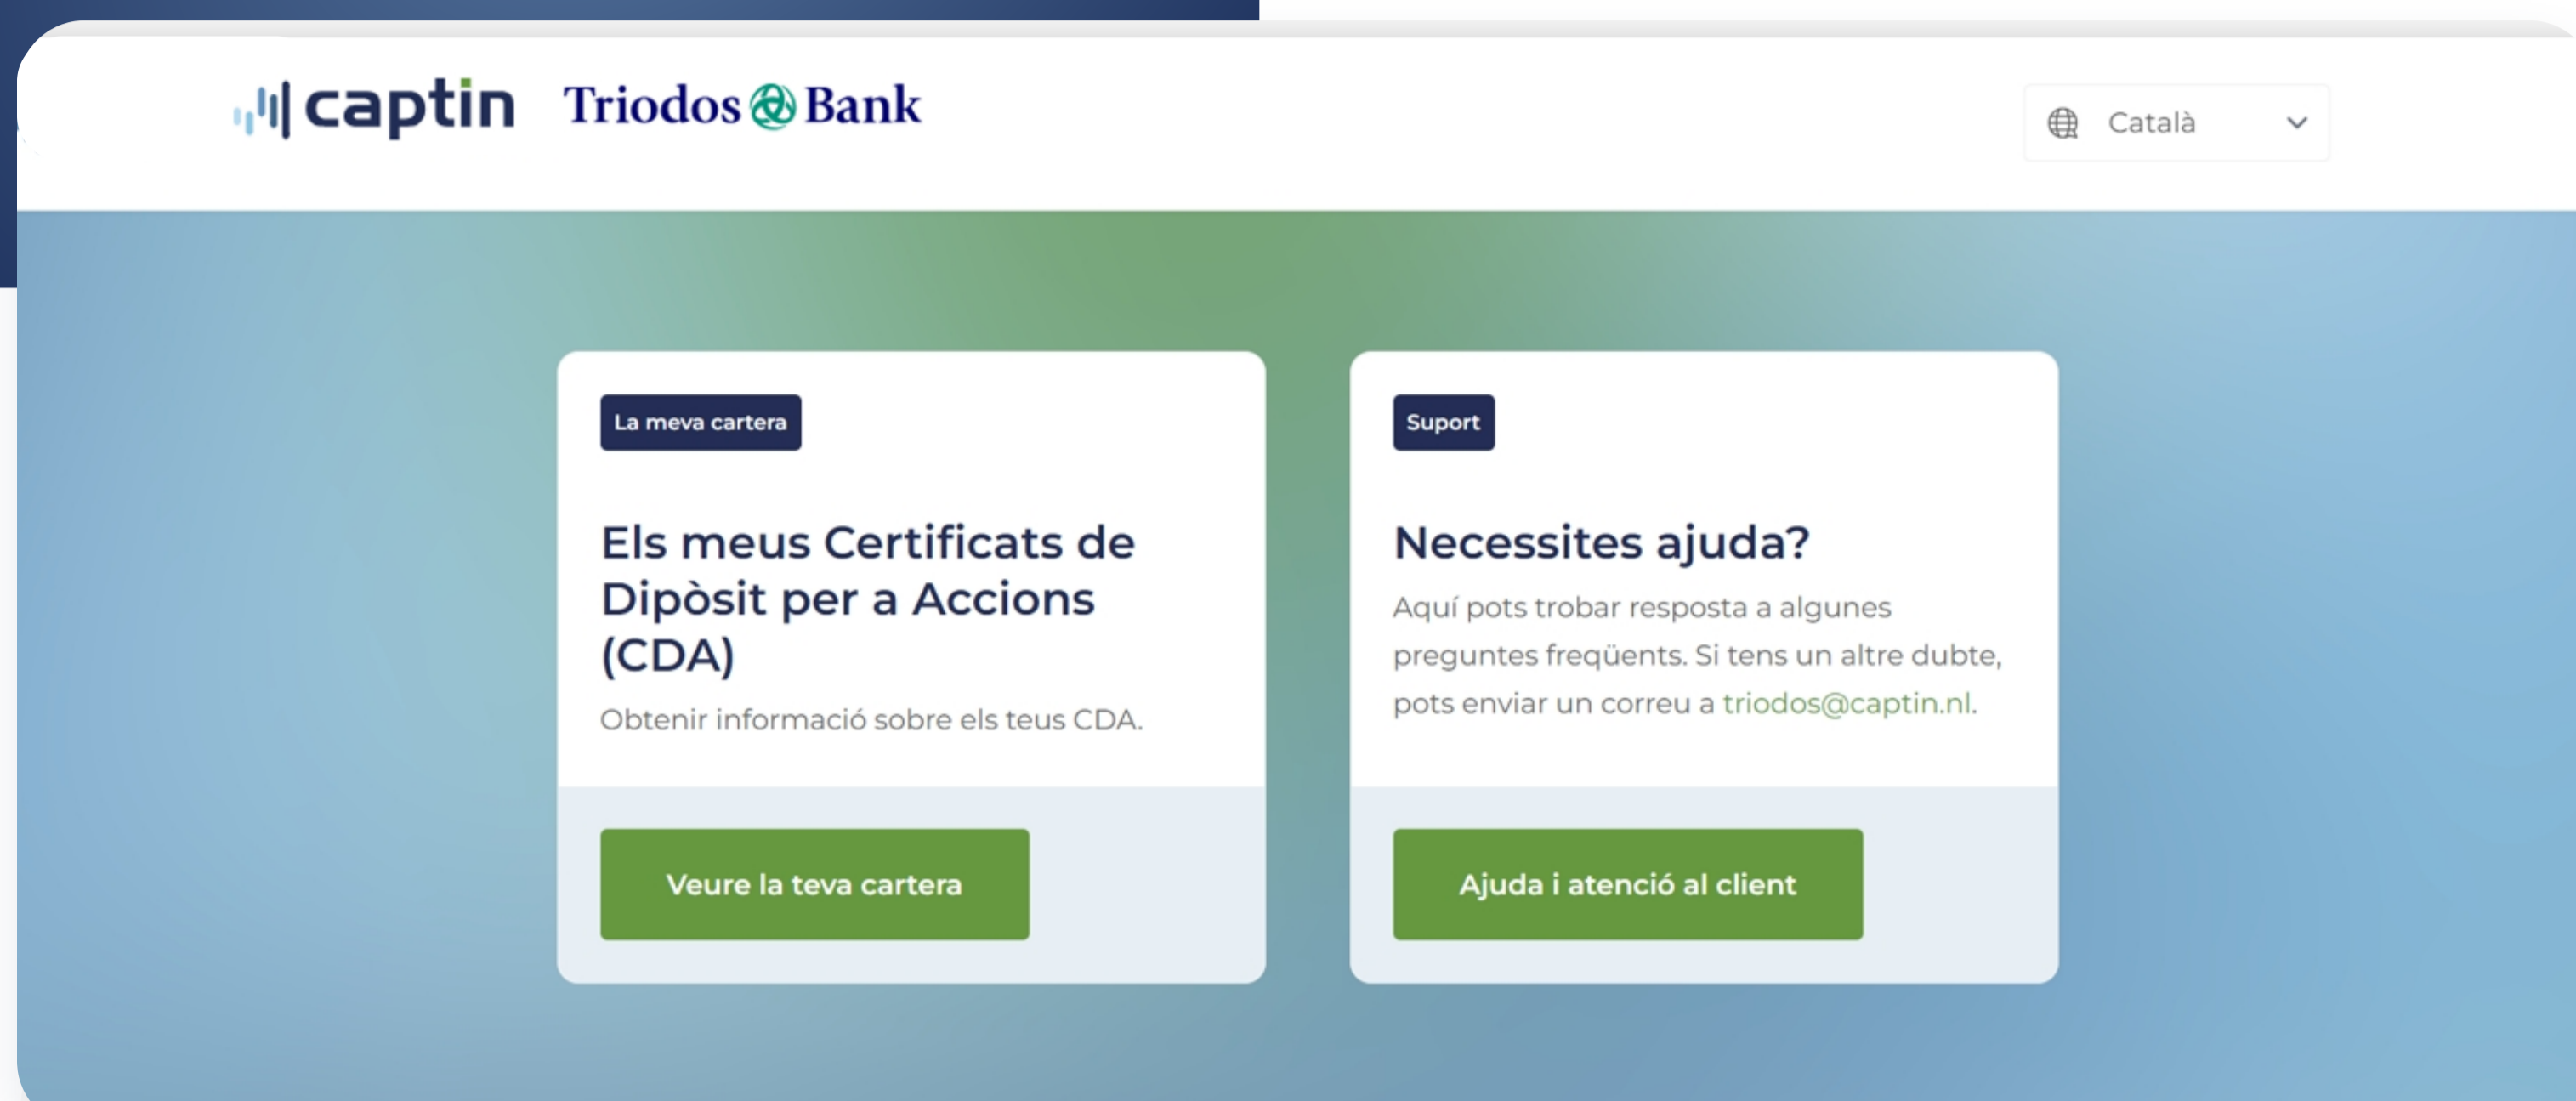 captin Triodos Bank
Català
La meva cartera
Els meus Certificats de
Dipòsit per a Accions
(CDA)
Obtenir informació sobre els teus CDA.
Veure la teva cartera
Suport
Necessites ajuda?
Aquí pots trobar resposta a algunes
preguntes freqüents. Si tens un altre dubte,
pots enviar un correu a triodos@captin.nl.
Ajuda i atenció al client